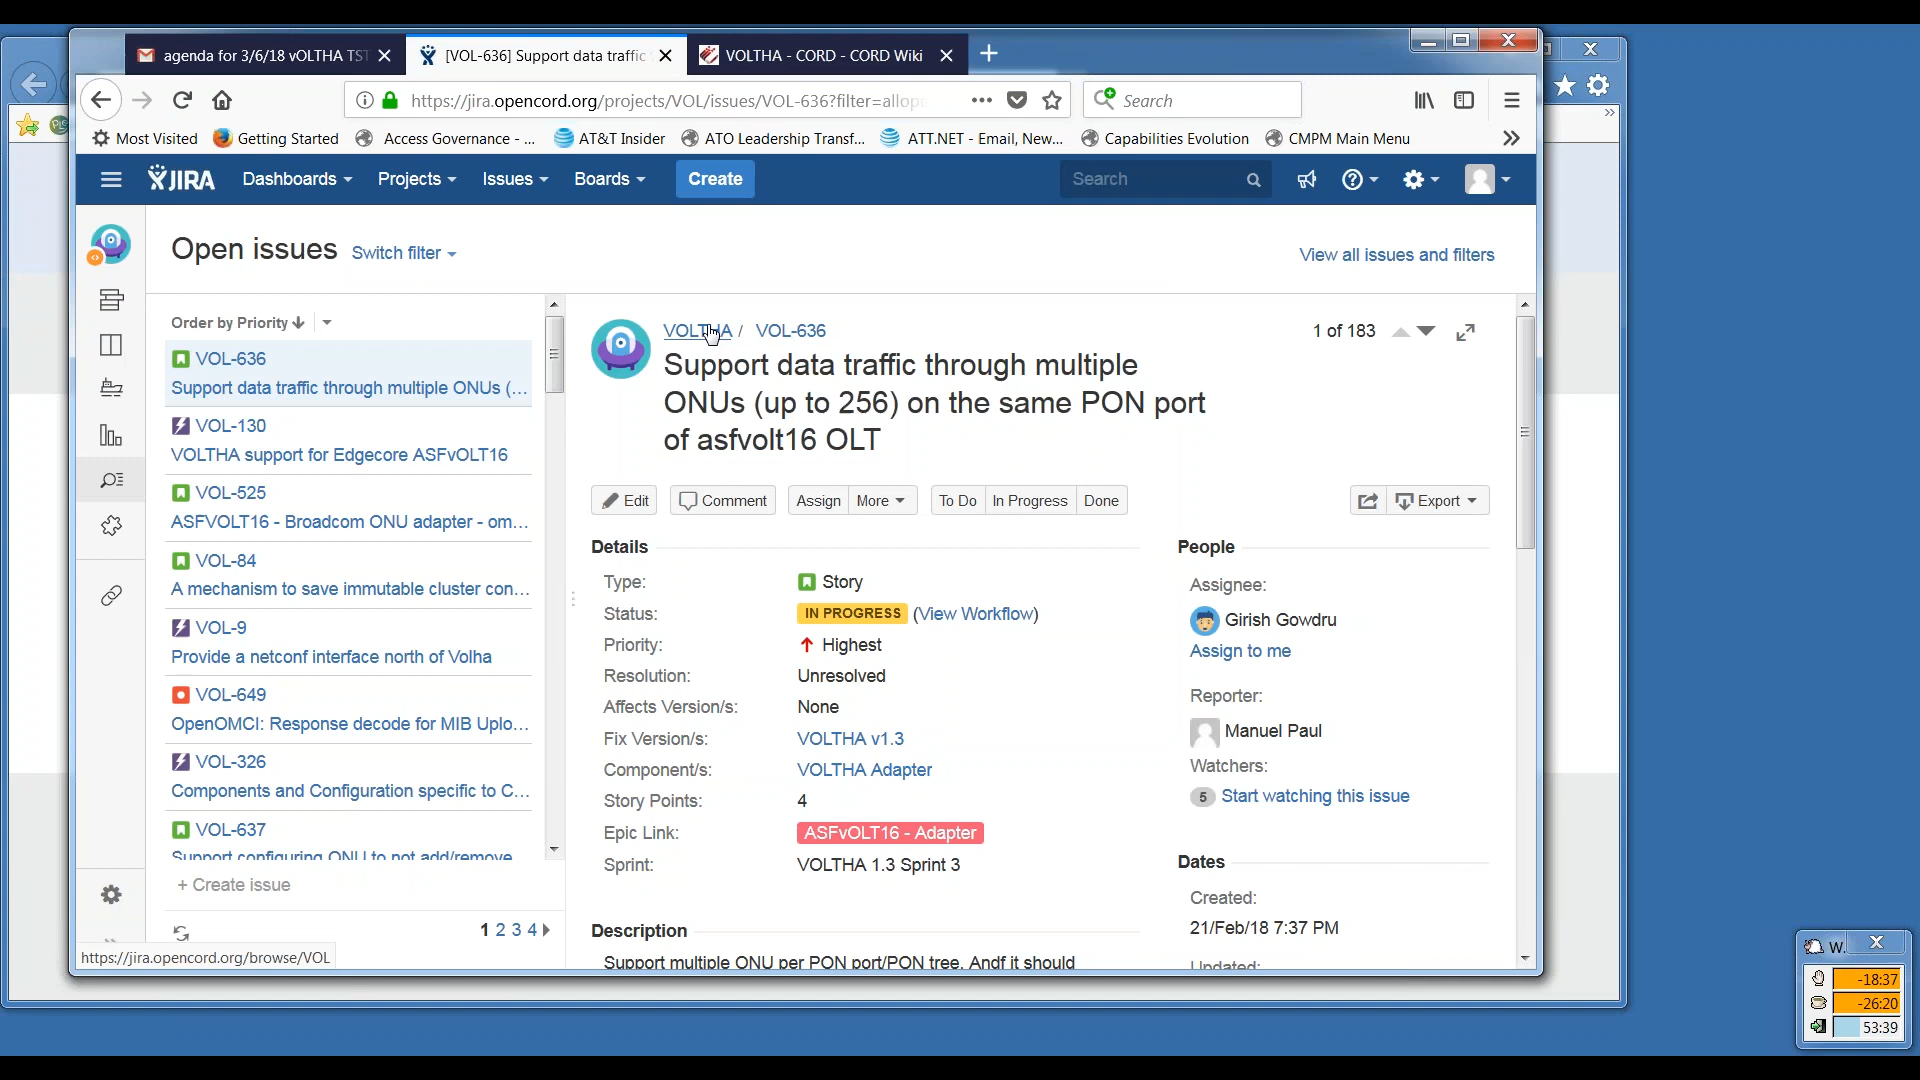 agenda for 3/6/18 vOLTHA TST
[VOL-636] Support data traffic
VOLTHA - CORD - CORD Wiki
https://jira.opencord.org/projects/VOL/issues/VOL-636?filter=allope
Search
Most Visited
Getting Started
Access Governance - ...
AT&T Insider
ATO Leadership Transf...
ATT.NET - Email, New...
Capabilities Evolution
CMPM Main Menu
JIRA
Dashboards
Projects
Issues
Boards
Create
Search
Open issues
Switch filter
View all issues and filters
Order by Priority
VOL-636
Support data traffic through multiple ONUs (...
VOL-130
VOLTHA support for Edgecore ASFvOLT16
VOL-525
ASFVOLT16 - Broadcom ONU adapter - om...
VOL-84
A mechanism to save immutable cluster con...
VOL-9
Provide a netconf interface north of Volha
VOL-649
OpenOMCI: Response decode for MIB Uplo...
VOL-326
Components and Configuration specific to C...
VOL-637
Support configuring ONU to not add/remove
+ Create issue
1 2 3 4
https://jira.opencord.org/browse/VOL
VOLTHA / VOL-636
1 of 183
Support data traffic through multiple
ONUs (up to 256) on the same PON port
of asfvolt16 OLT
Edit
Comment
Assign
More
To Do
In Progress
Done
Export
Details
Type: Story
Status: IN PROGRESS (View Workflow)
Priority: Highest
Resolution: Unresolved
Affects Version/s: None
Fix Version/s: VOLTHA v1.3
Component/s: VOLTHA Adapter
Story Points: 4
Epic Link: ASFvOLT16 - Adapter
Sprint: VOLTHA 1.3 Sprint 3
Description
Support multiple ONU per PON port/PON tree. Andf it should
People
Assignee:
Girish Gowdru
Assign to me
Reporter:
Manuel Paul
Watchers:
5 Start watching this issue
Dates
Created:
21/Feb/18 7:37 PM
Updated:
W.
-18:37
-26:20
53:39